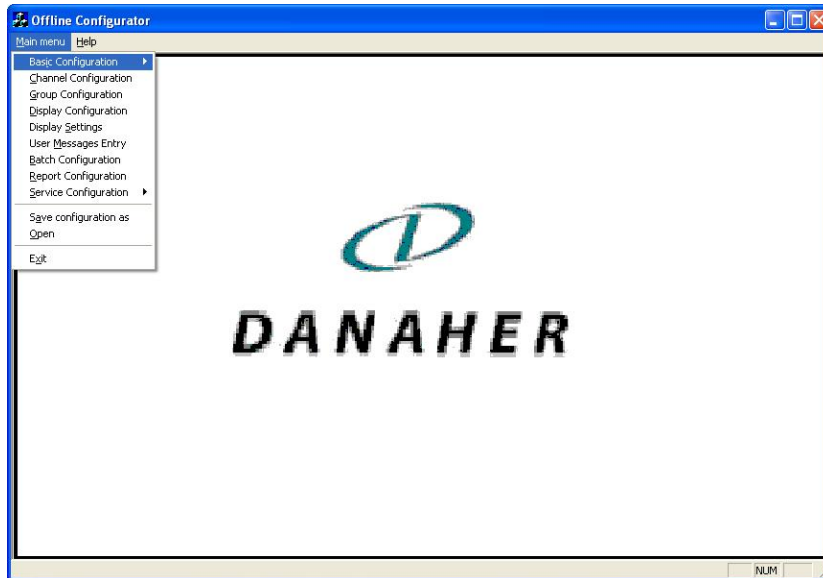 Offline Configurator
Main menu Help
Basic Configuration
Channel Configuration
Group Configuration
Display Configuration
Display Settings
User Messages Entry
Batch Configuration
Report Configuration
Service Configuration
Save configuration as
Open
Exit
DANAHER
NUM